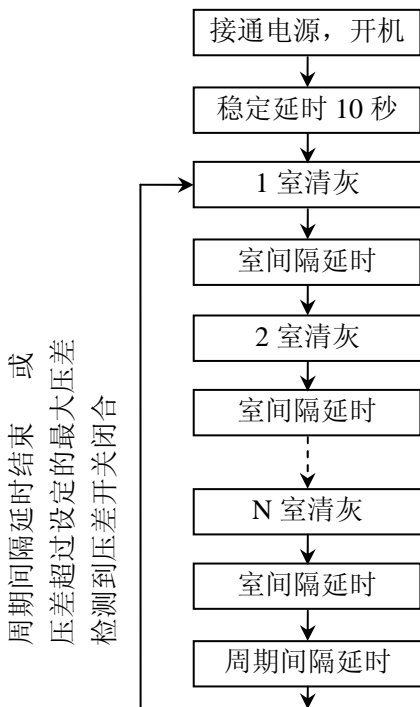 接通电源，开机
稳定延时 10 秒
1 室清灰
室间隔延时
2 室清灰
室间隔延时
N 室清灰
室间隔延时
周期间隔延时
周期间隔延时结束 或
压差超过设定的最大压差
检测到压差开关闭合